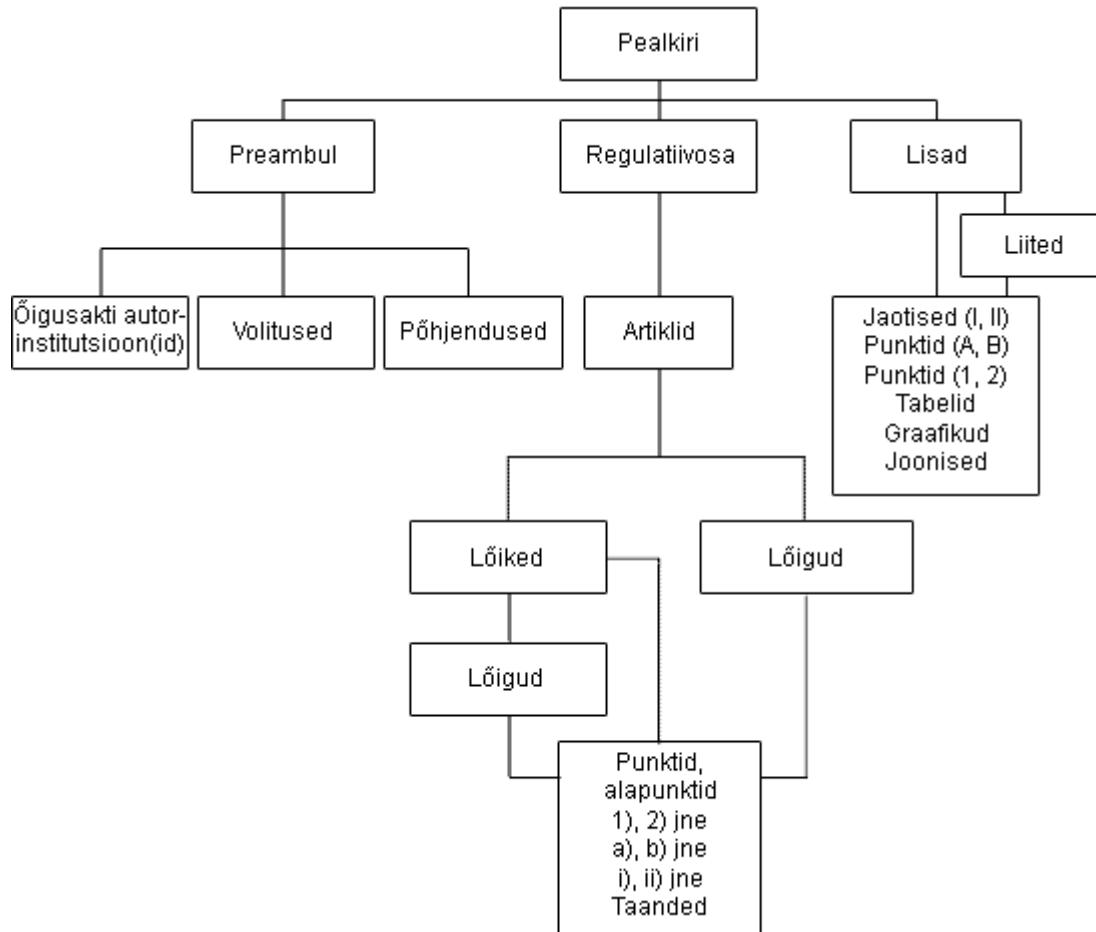 Pealkiri
Preambul
Regulatiivosa
Lisad
Liited
Õigusakti autor-
institutsioon(id)
Volitused
Põhjendused
Artiklid
Jaotised (I, II)
Punktid (A, B)
Punktid (1, 2)
Tabelid
Graafikud
Joonised
Lõiked
Lõigud
Lõigud
Punktid,
alapunktid
1), 2) jne
a), b) jne
i), ii) jne
Taanded